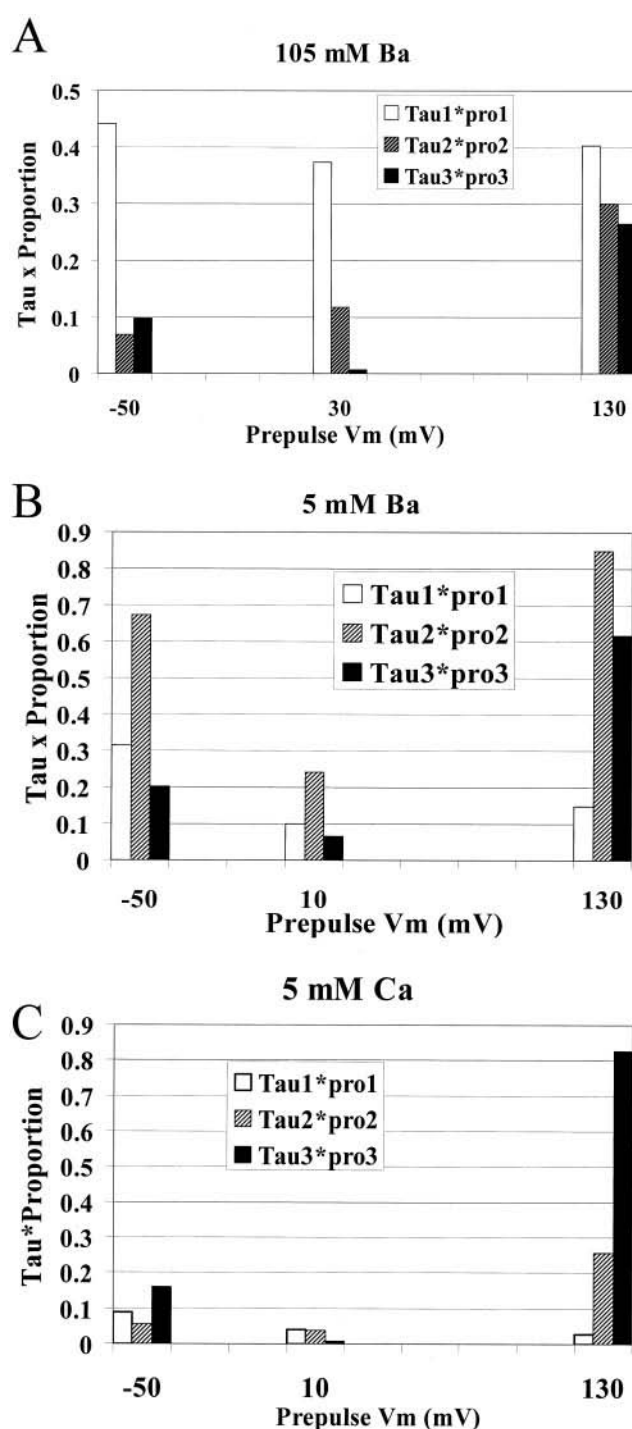 A
105 mM Ba
0.5
0.4
0.3
0.2
0.1
0
Tau x Proportion
Tau1*pro1
Tau2*pro2
Tau3*pro3
-50 30 130
Prepulse Vm (mV)
B
5 mM Ba
0.9
0.8
0.7
0.6
0.5
0.4
0.3
0.2
0.1
0
Tau x Proportion
Tau1*pro1
Tau2*pro2
Tau3*pro3
-50 10 130
Prepulse Vm (mV)
C
5 mM Ca
0.9
0.8
0.7
0.6
0.5
0.4
0.3
0.2
0.1
0
Tau*Proportion
Tau1*pro1
Tau2*pro2
Tau3*pro3
-50 10 130
Prepulse Vm (mV)